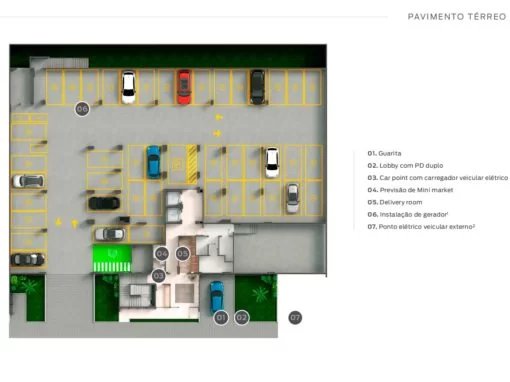 PAVIMENTO TÉRREO
01. Guarita
02. Lobby com PD duplo
03. Car point com carregador veicular elétrico
04. Previsão de Mini market
05. Delivery room
06. Instalação de gerador¹
07. Ponto elétrico veicular externo²
06
04
05
03
01
02
07